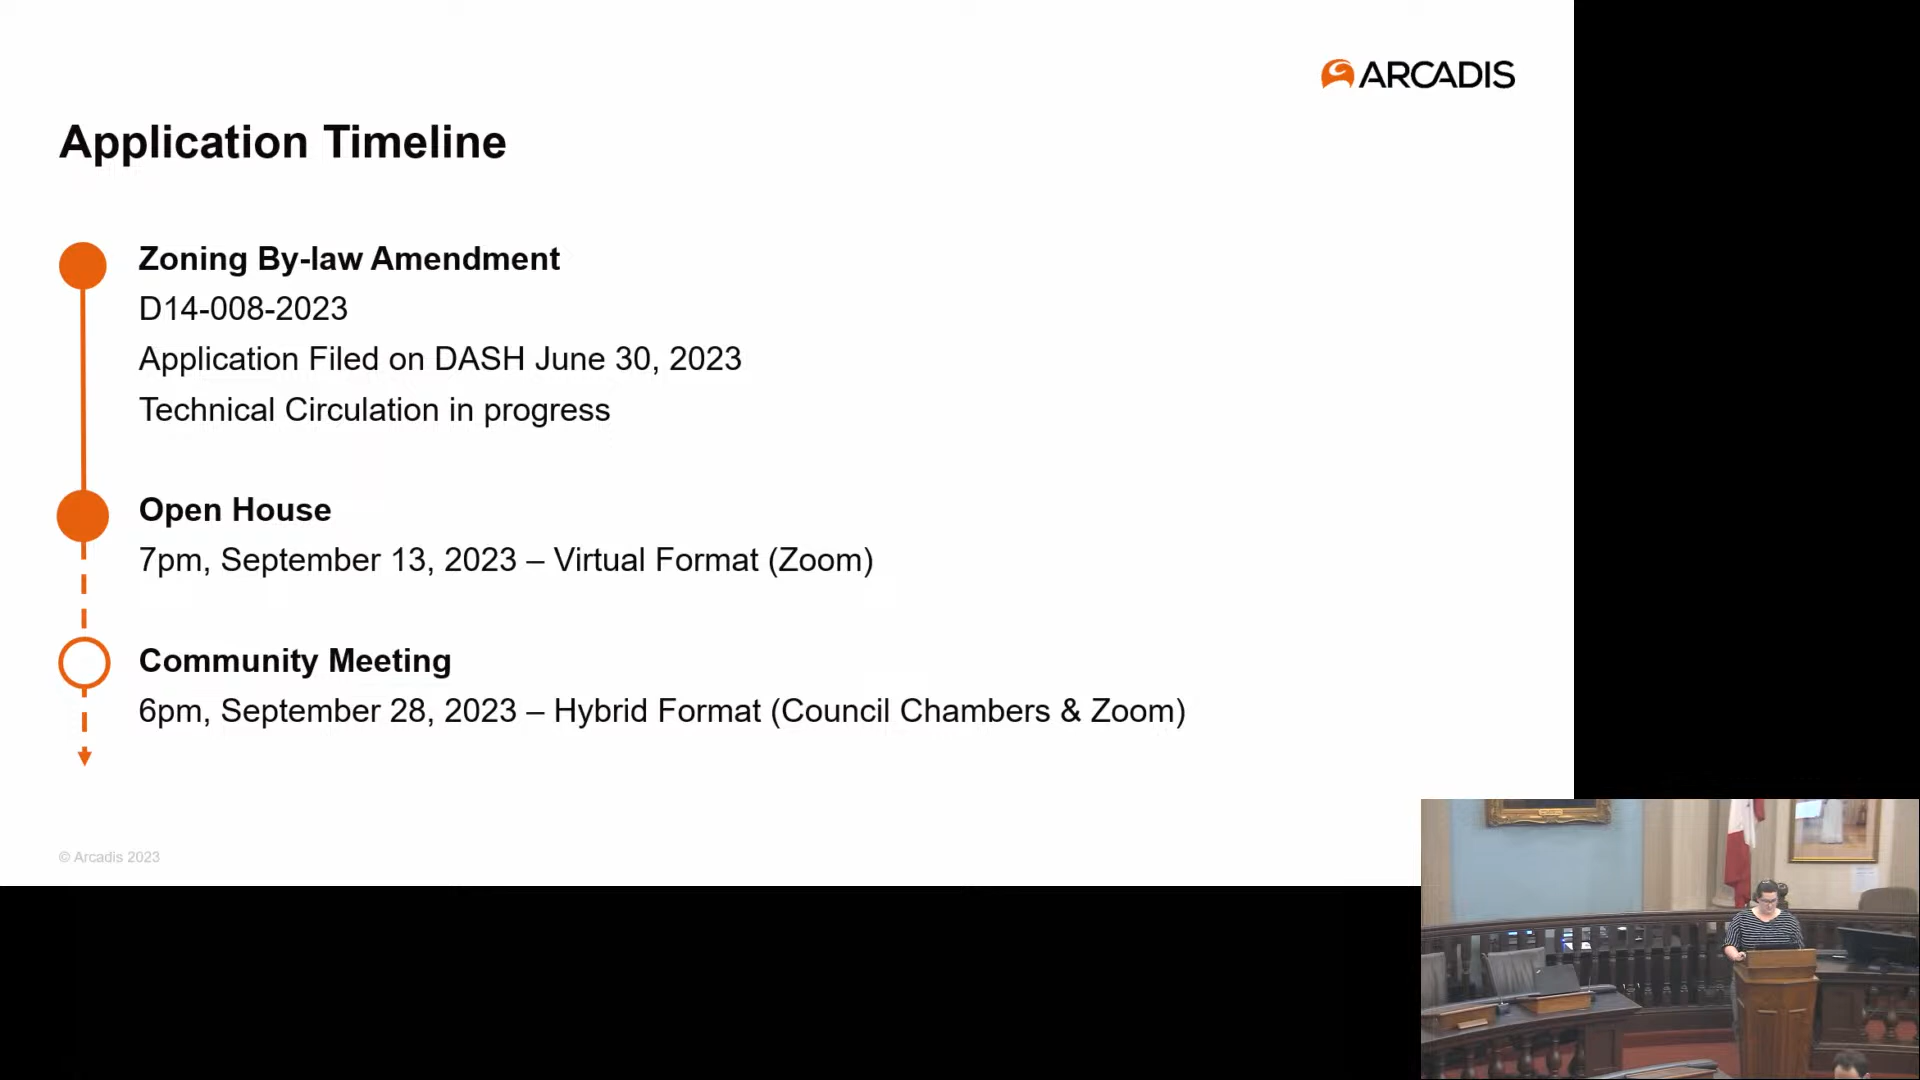 ARCADIS
Application Timeline
Zoning By-law Amendment
D14-008-2023
Application Filed on DASH June 30, 2023
Technical Circulation in progress
Open House
7pm, September 13, 2023 – Virtual Format (Zoom)
Community Meeting
6pm, September 28, 2023 – Hybrid Format (Council Chambers & Zoom)
© Arcadis 2023